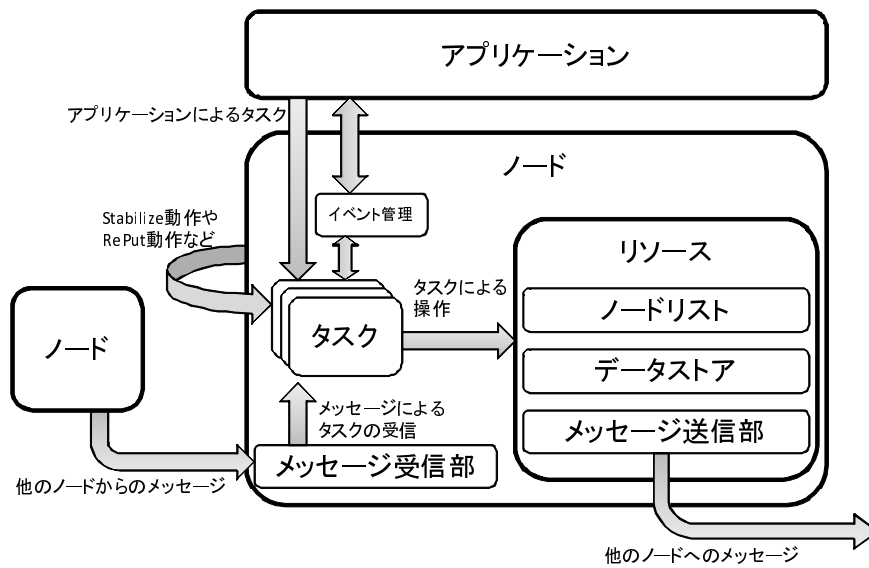 アプリケーション
アプリケーションによるタスク
ノード
イベント管理
Stabilize動作や
RePut動作など
リソース
タスクによる
操作
ノードリスト
ノード
タスク
データストア
メッセージによる
タスクの受信
メッセージ送信部
メッセージ受信部
他のノードからのメッセージ
他のノードへのメッセージ